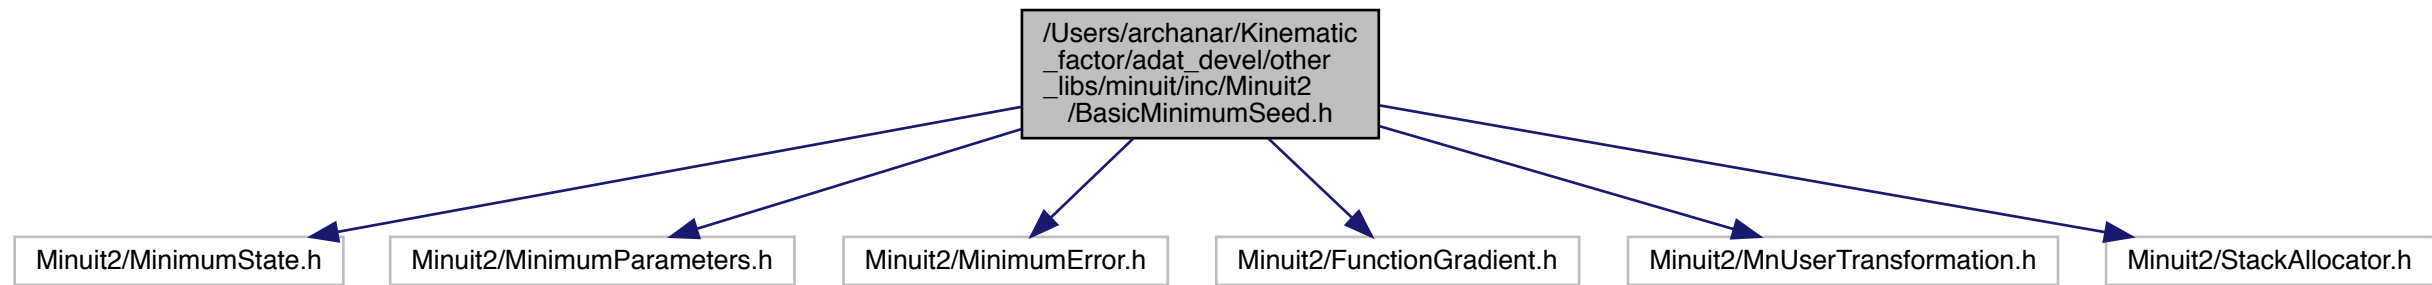 /Users/archanar/Kinematic
_factor/adat_devel/other
_libs/minuit/inc/Minuit2
/BasicMinimumSeed.h
Minuit2/MinimumState.h
Minuit2/MinimumParameters.h
Minuit2/MinimumError.h
Minuit2/FunctionGradient.h
Minuit2/MnUserTransformation.h
Minuit2/StackAllocator.h